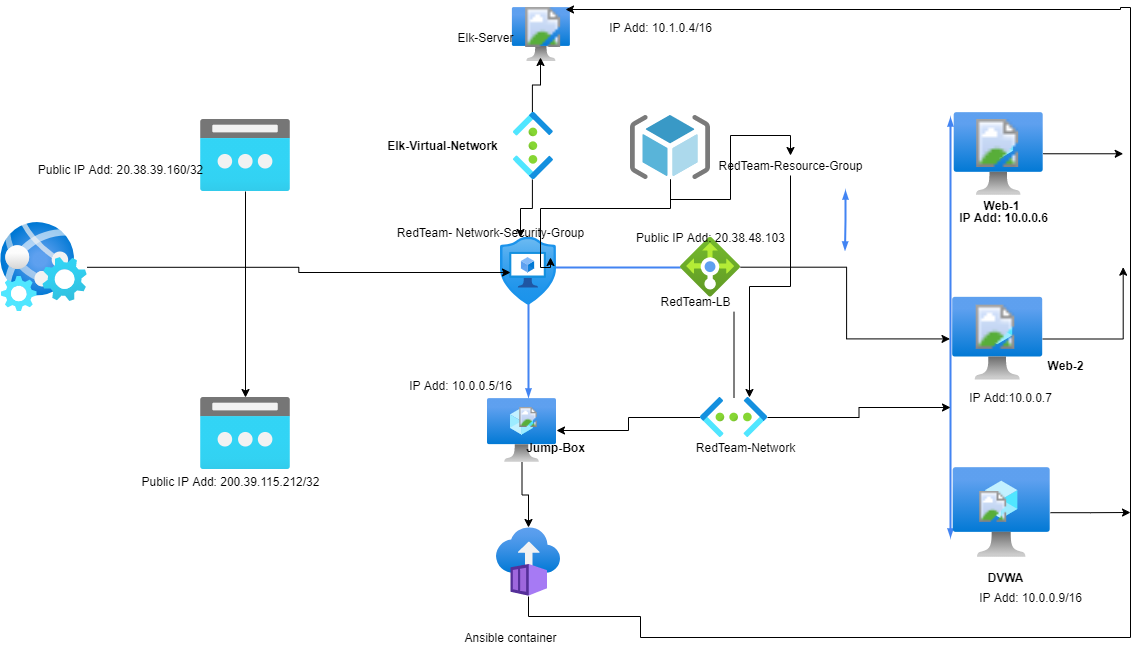 IP Add: 10.1.0.4/16
Elk-Server
Elk-Virtual-Network
Public IP Add: 20.38.39.160/32
RedTeam-Resource-Group
Web-1
IP Add: 10.0.0.6
RedTeam- Network-Security-Group
Public IP Add: 20.38.48.103
RedTeam-LB
Web-2
IP Add: 10.0.0.5/16
IP Add:10.0.0.7
Jump-Box
RedTeam-Network
Public IP Add: 200.39.115.212/32
DVWA
IP Add: 10.0.0.9/16
Ansible container